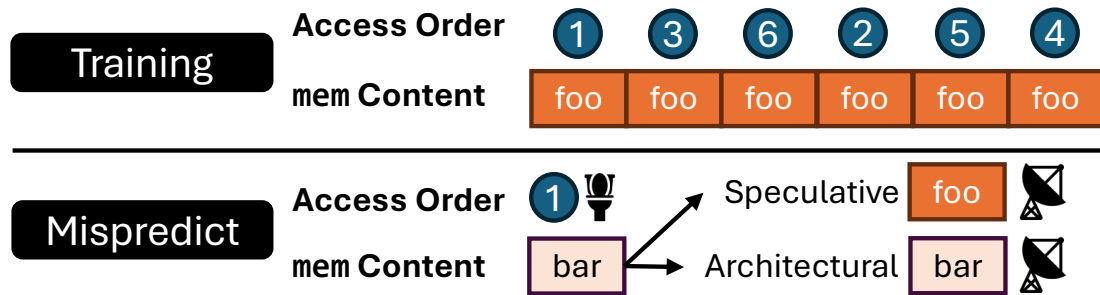 Training
Access Order
1 3 6 2 5 4
mem Content
foo foo foo foo foo foo
Mispredict
Access Order
1
Speculative foo
mem Content
bar
Architectural bar